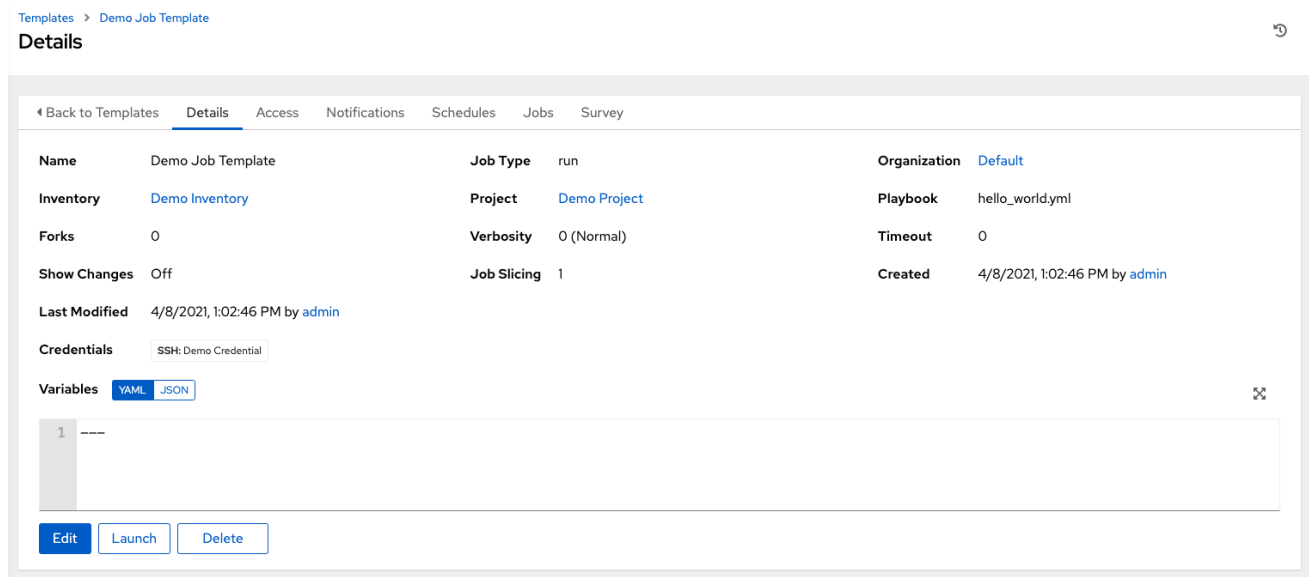 Templates > Demo Job Template
Details
Back to Templates Details Access Notifications Schedules Jobs Survey
Name Demo Job Template Job Type run Organization Default
Inventory Demo Inventory Project Demo Project Playbook hello_world.yml
Forks 0 Verbosity 0 (Normal) Timeout 0
Show Changes Off Job Slicing 1 Created 4/8/2021, 1:02:46 PM by admin
Last Modified 4/8/2021, 1:02:46 PM by admin
Credentials SSH: Demo Credential
Variables YAML JSON
1 ---
Edit Launch Delete